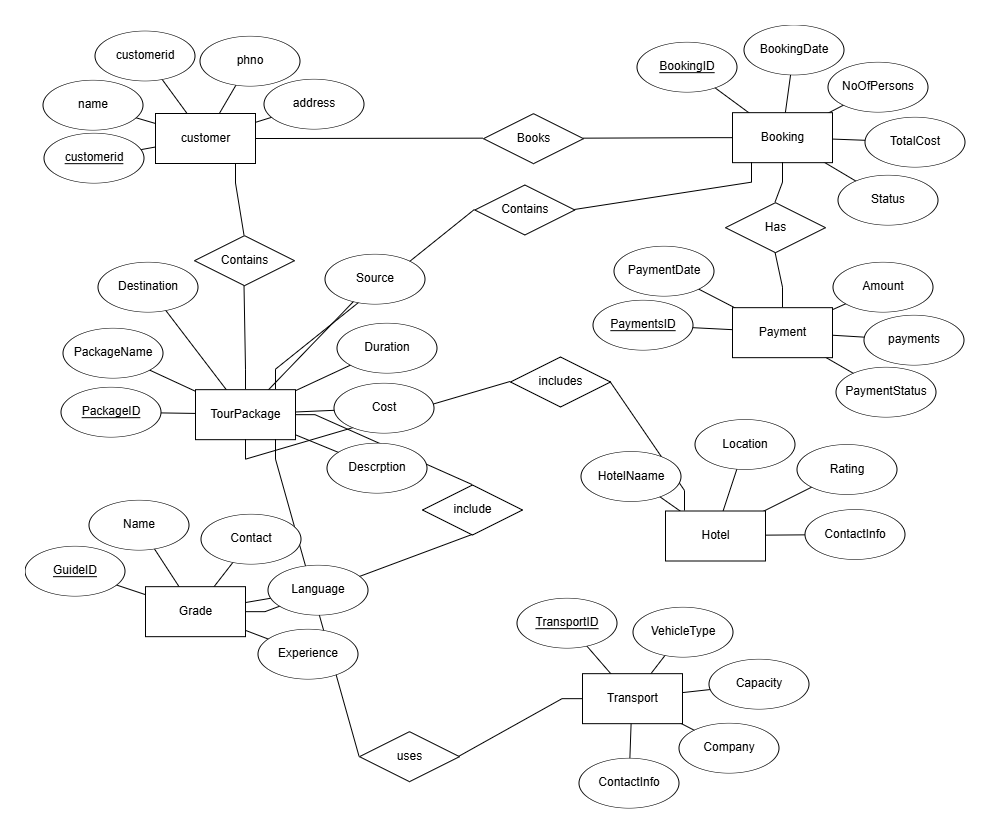 customerid
phno
name
address
customerid
customer
Books
BookingID
BookingDate
NoOfPersons
Booking
TotalCost
Status
Contains
Contains
Has
Source
Destination
PackageName
PackageID
TourPackage
Duration
Cost
Descrption
PaymentDate
Amount
PaymentsID
Payment
payments
PaymentStatus
includes
include
HotelNaame
Location
Rating
Hotel
ContactInfo
Name
Contact
GuideID
Grade
Language
Experience
uses
TransportID
VehicleType
Transport
Capacity
Company
ContactInfo